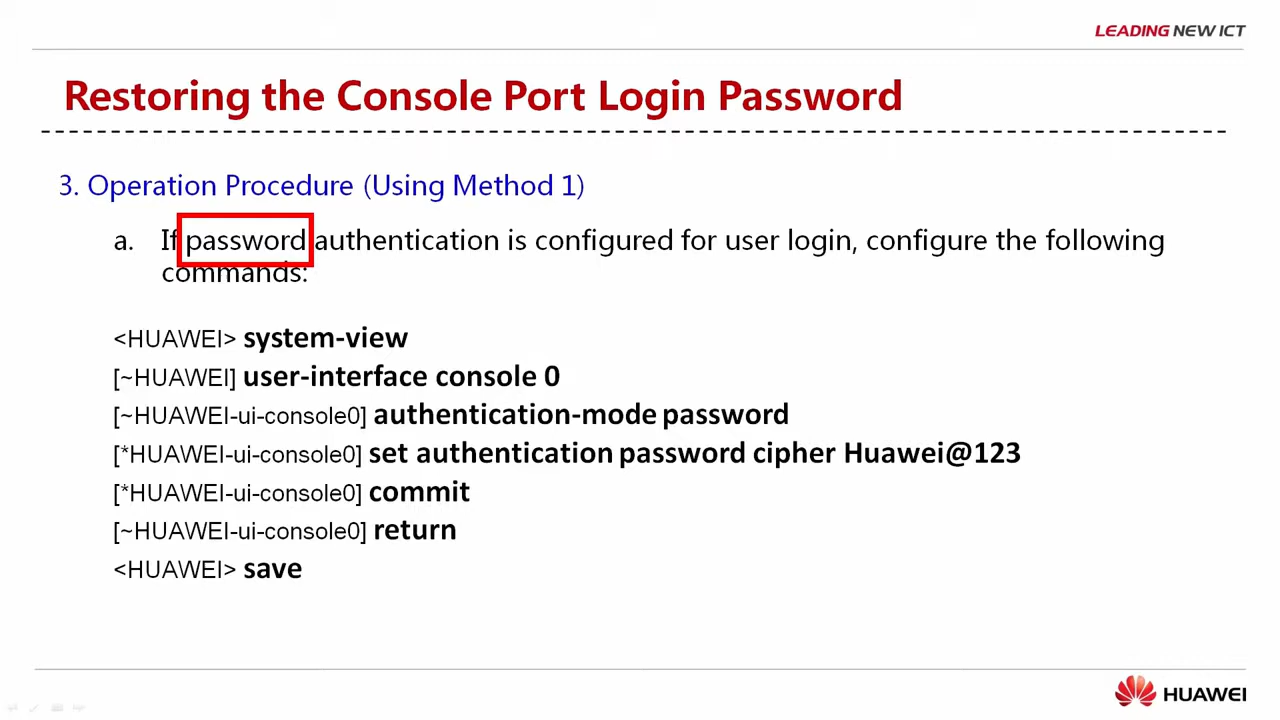 LEADING NEW ICT
Restoring the Console Port Login Password
3. Operation Procedure (Using Method 1)
a. If password authentication is configured for user login, configure the following
commands:
<HUAWEI> system-view
[~HUAWEI] user-interface console 0
[~HUAWEI-ui-console0] authentication-mode password
[*HUAWEI-ui-console0] set authentication password cipher Huawei@123
[*HUAWEI-ui-console0] commit
[~HUAWEI-ui-console0] return
<HUAWEI> save
HUAWEI